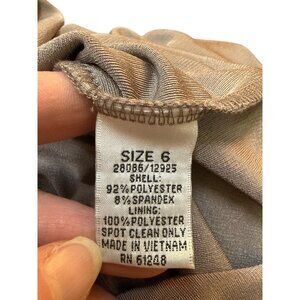 SIZE 6
28086/12925
SHELL:
92% POLYESTER
8% SPANDEX
LINING:
100% POLYESTER
SPOT CLEAN ONLY
MADE IN VIETNAM
RN 61248